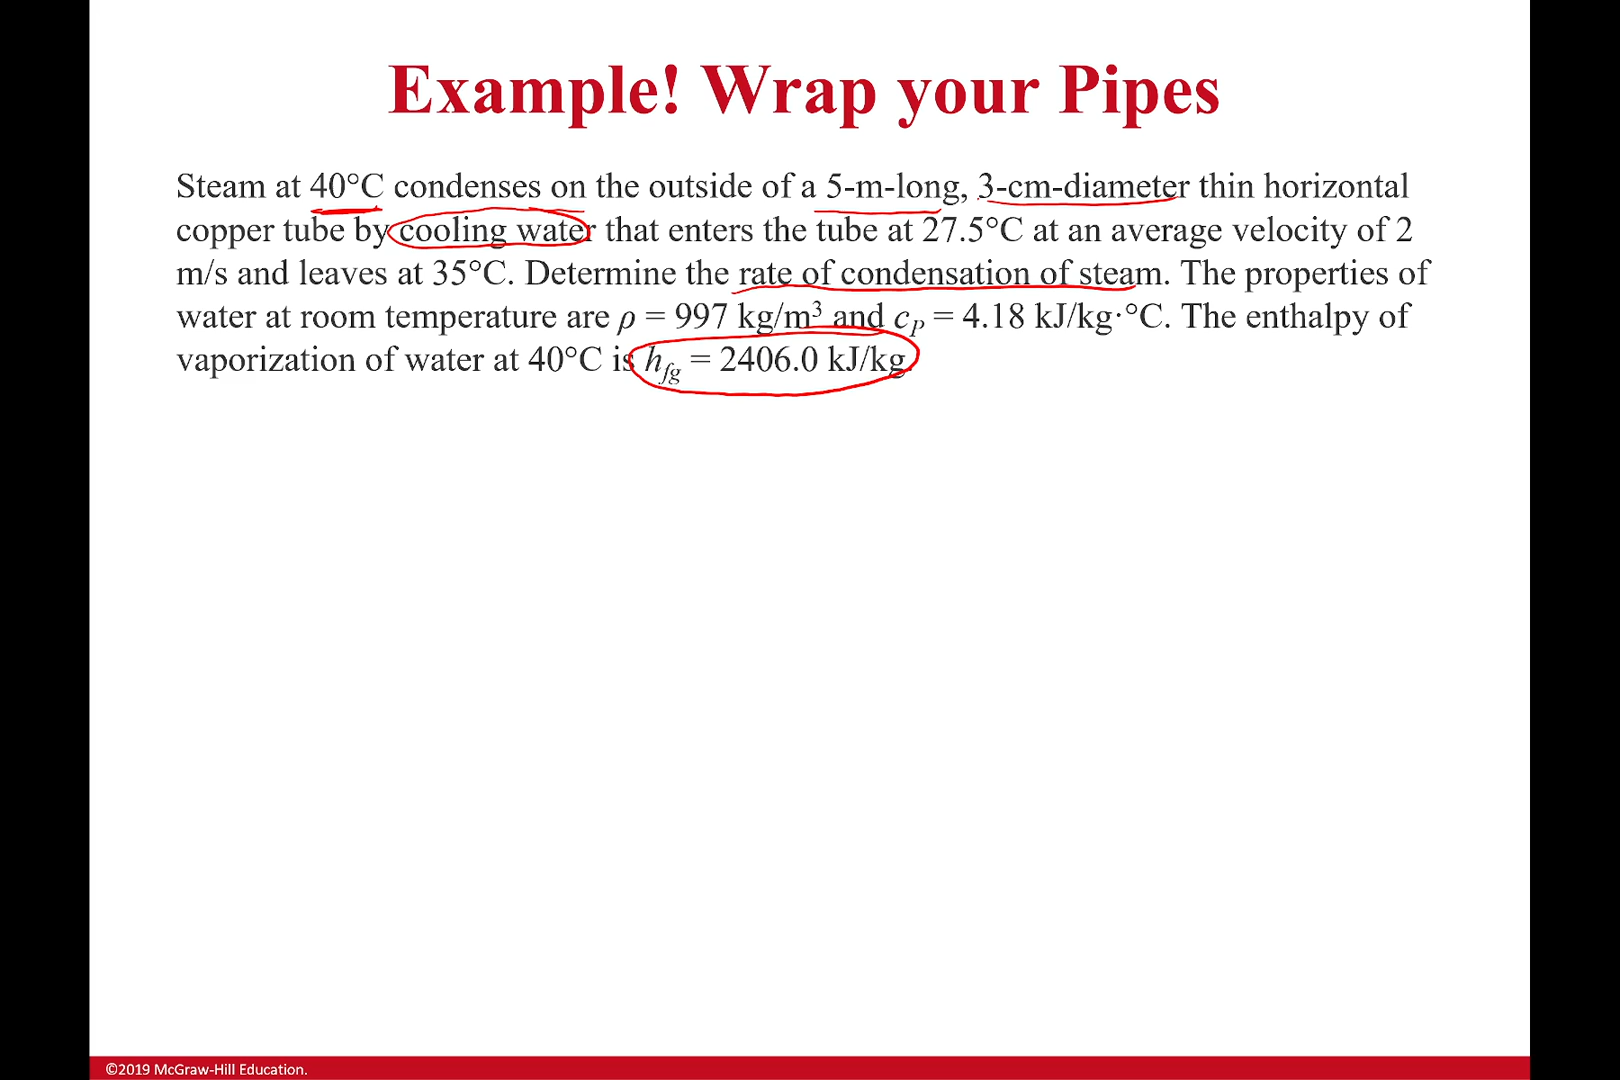 Example! Wrap your Pipes
Steam at 40°C condenses on the outside of a 5-m-long, 3-cm-diameter thin horizontal
copper tube by cooling water that enters the tube at 27.5°C at an average velocity of 2
m/s and leaves at 35°C. Determine the rate of condensation of steam. The properties of
water at room temperature are ρ = 997 kg/m³ and cₚ = 4.18 kJ/kg·°C. The enthalpy of
vaporization of water at 40°C is h_fg = 2406.0 kJ/kg.
©2019 McGraw-Hill Education.